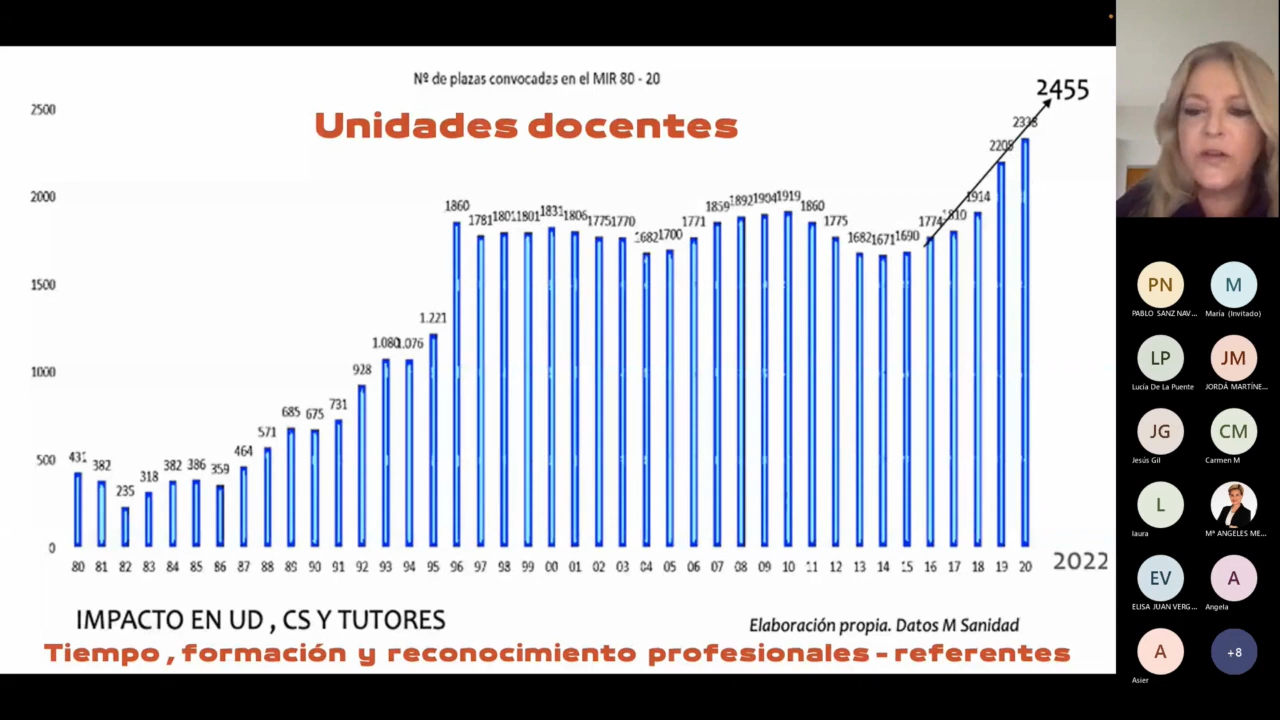 Nº de plazas convocadas en el MIR 80 - 20
Unidades docentes
2455
2500
2000
1500
1000
500
0
431 382 235 318 382 386 359 464 571 685 675 731 928 1.080 1.076 1.221 1860 1781 1801 1801 1831 1806 1775 1770 1682 1700 1771 1859 1892 1904 1919 1860 1775 1682 1671 1690 1774 1810 1914 2205 2338
80 81 82 83 84 85 86 87 88 89 90 91 92 93 94 95 96 97 98 99 00 01 02 03 04 05 06 07 08 09 10 11 12 13 14 15 16 17 18 19 20
2022
IMPACTO EN UD , CS Y TUTORES
Elaboración propia. Datos M Sanidad
Tiempo , formación y reconocimiento profesionales - referentes
PN M
PABLO SANZ NAV... María (Invitado)
LP JM
Lucía De La Puente JORDÁ MARTÍNE...
JG CM
Jesús Gil Carmen M
L
laura Mª ANGELES ME...
EV A
ELISA JUAN VERG... Angela
A +8
Asier